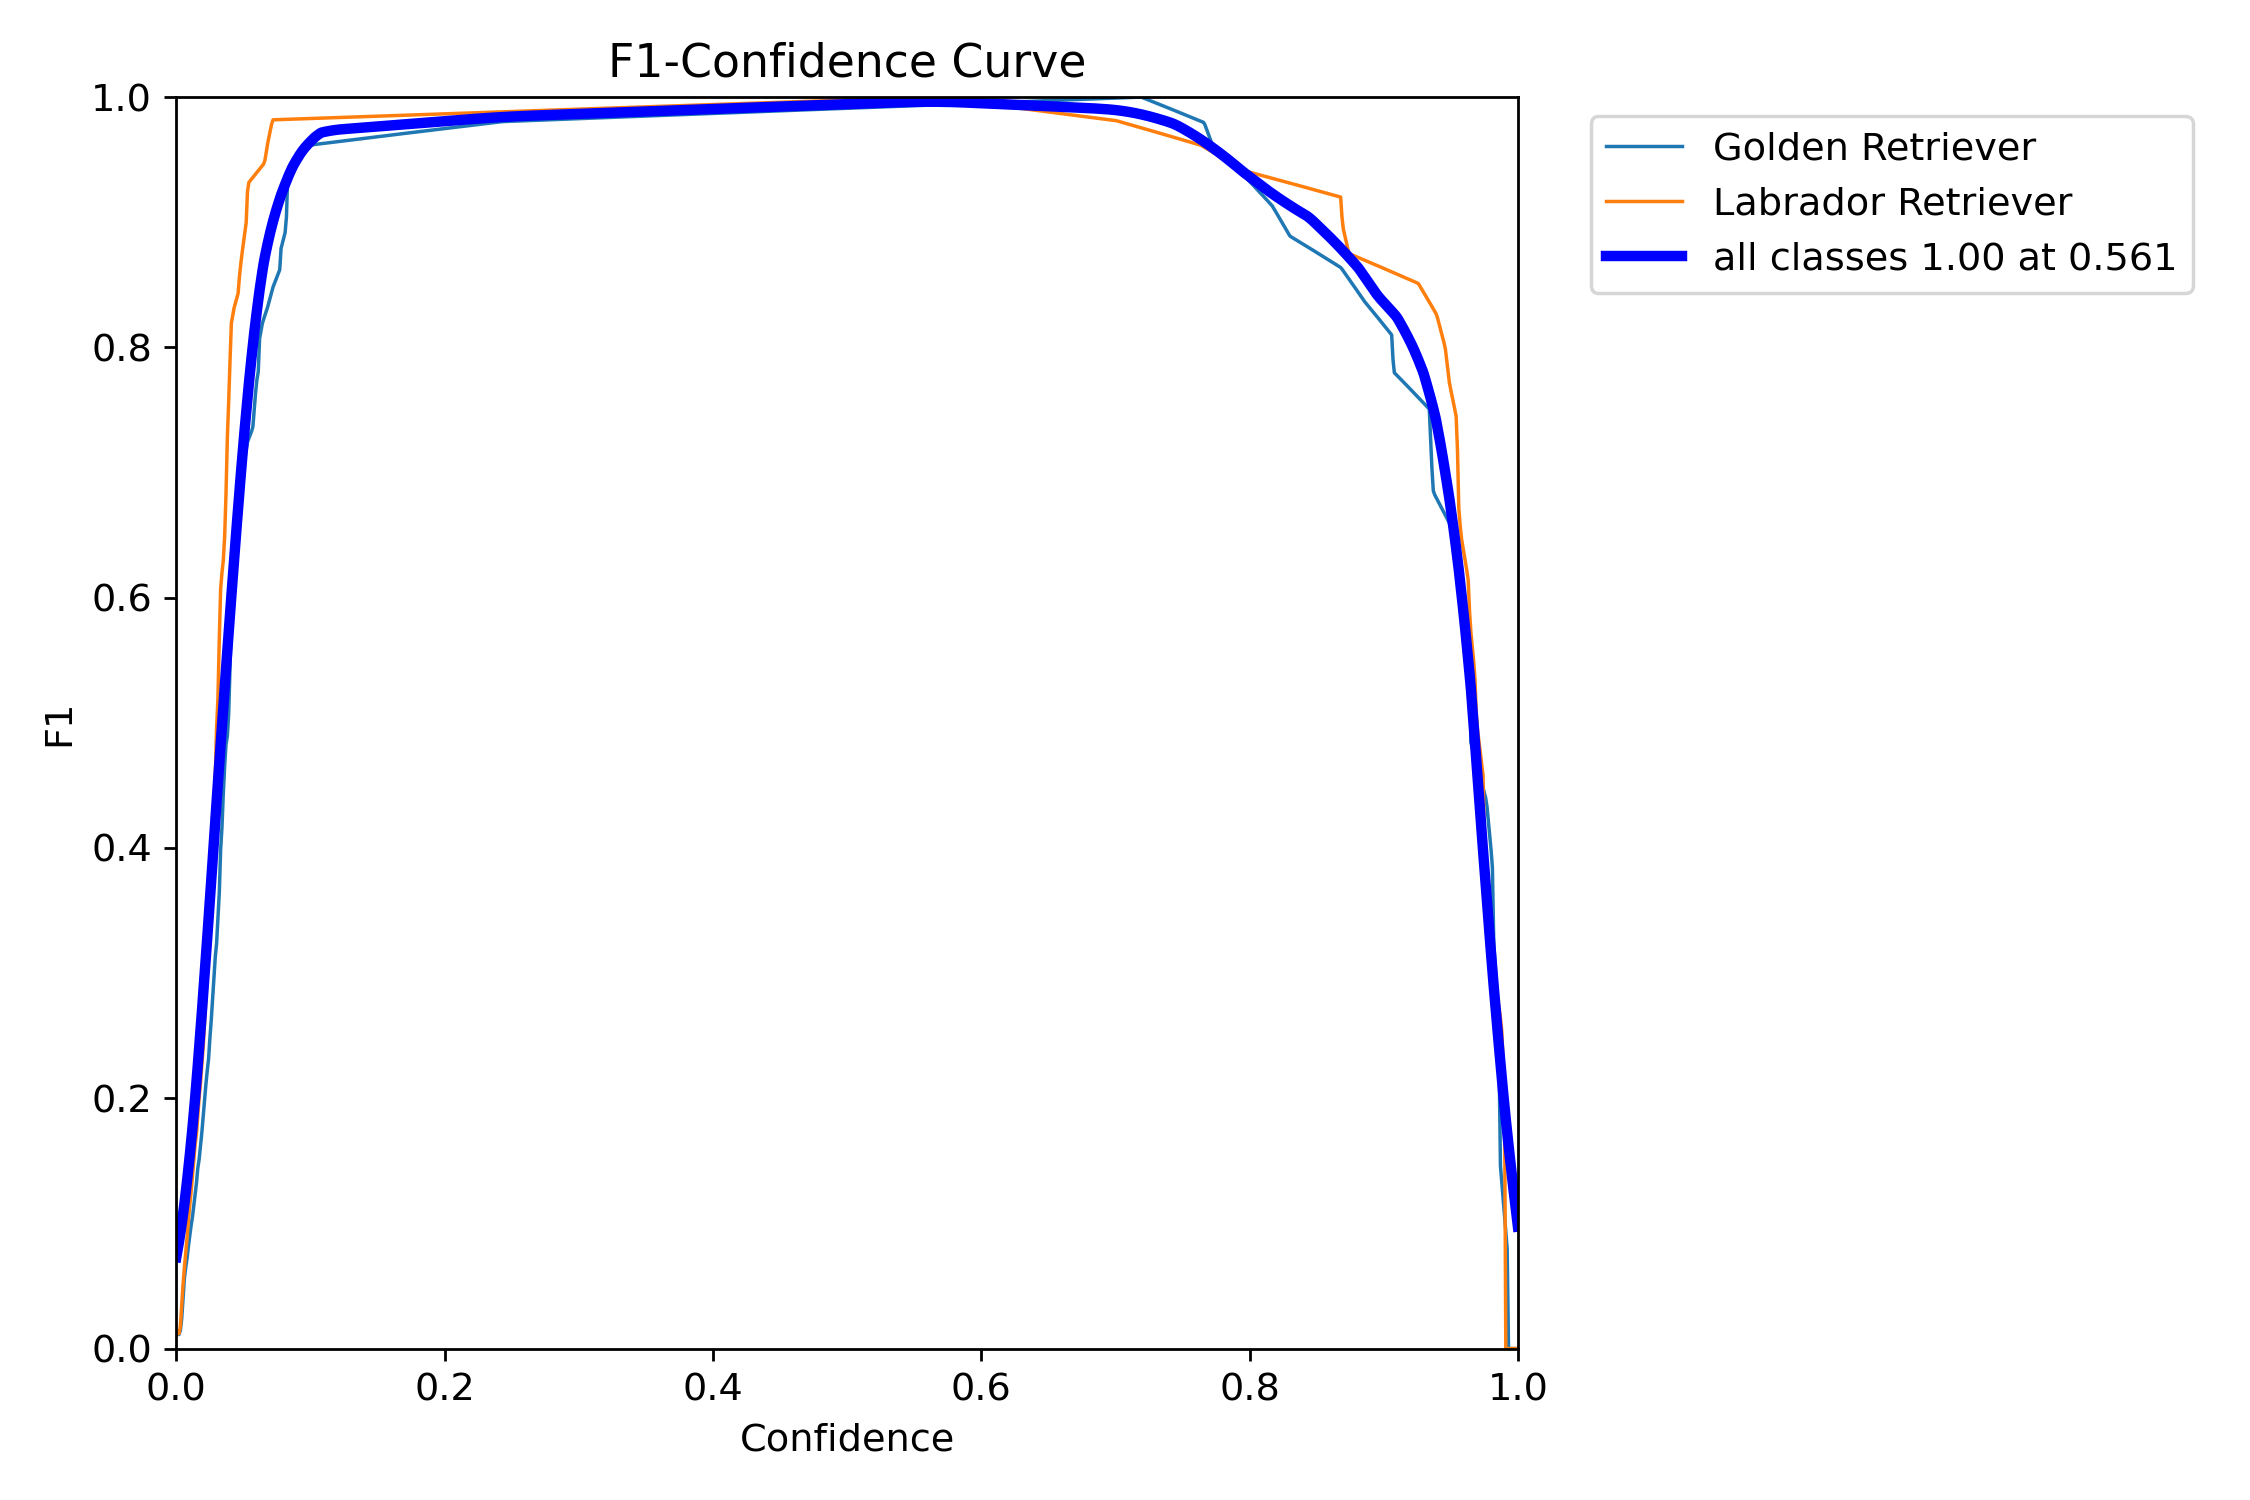 F1-Confidence Curve
1.0
0.8
0.6
0.4
0.2
0.0
F1
0.0 0.2 0.4 0.6 0.8 1.0
Confidence
Golden Retriever
Labrador Retriever
all classes 1.00 at 0.561